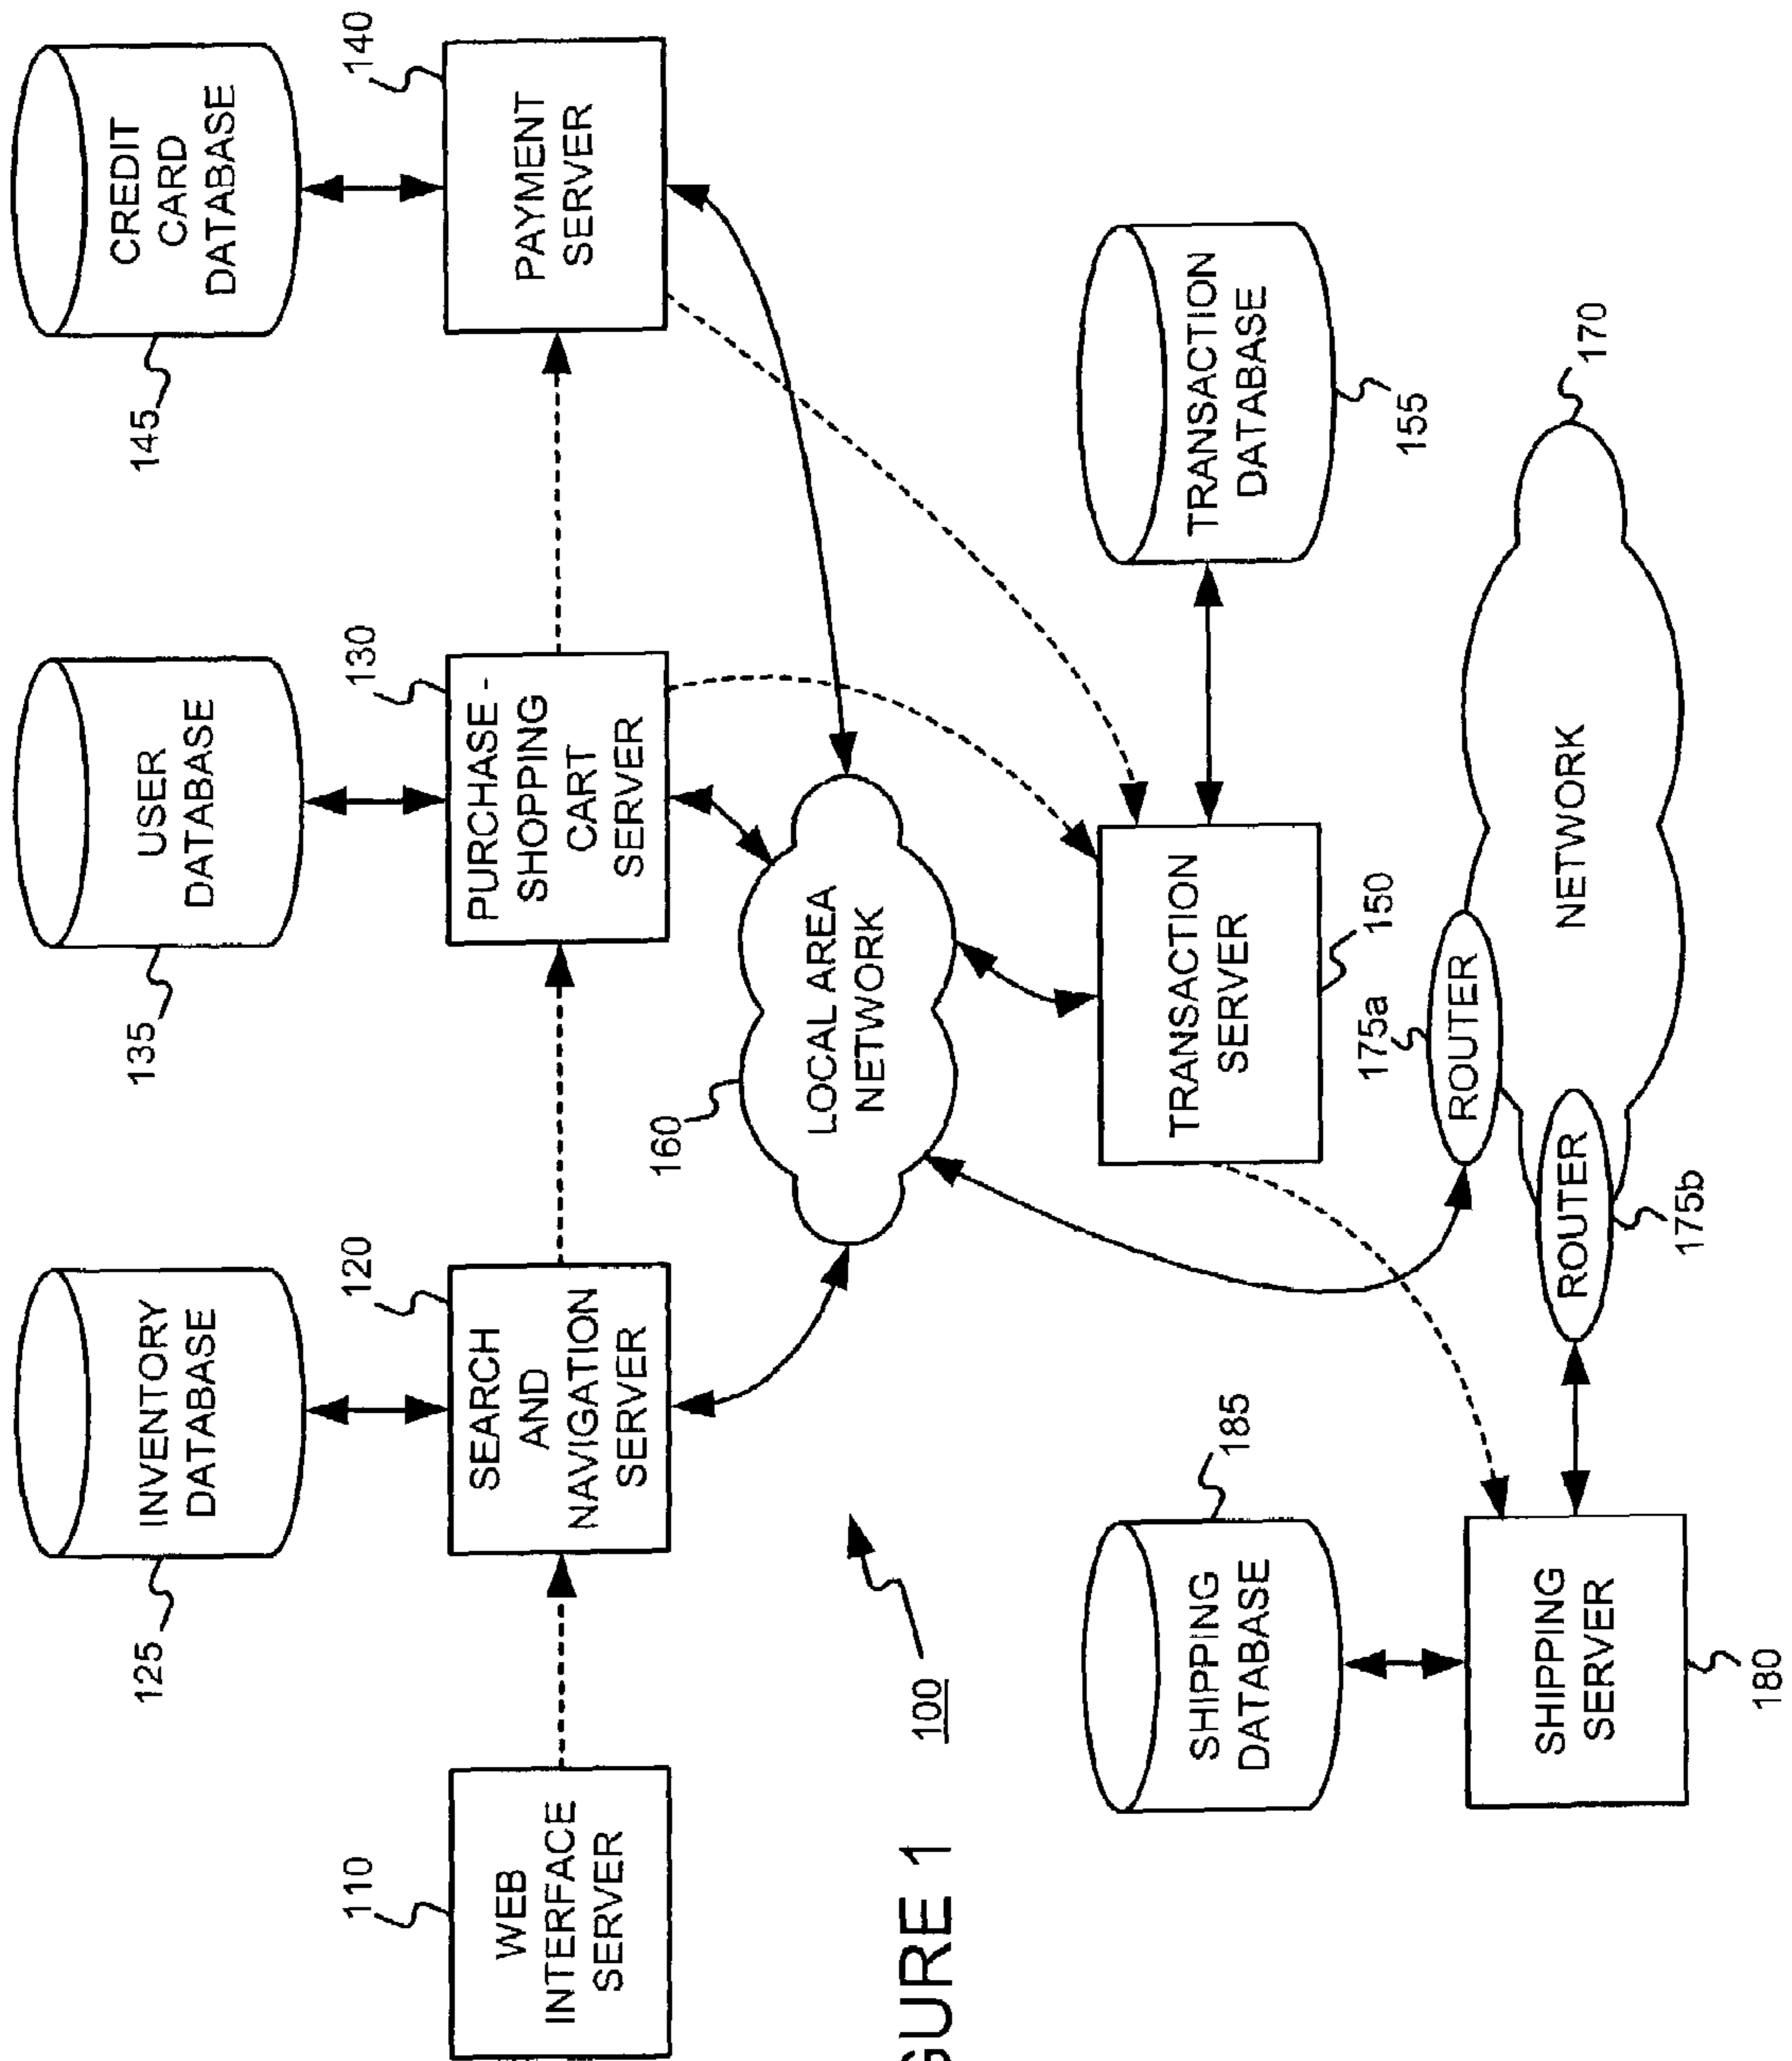 INVENTORY
DATABASE
125
USER
DATABASE
135
CREDIT
CARD
DATABASE
145
110
WEB
INTERFACE
SERVER
120
SEARCH
AND
NAVIGATION
SERVER
130
PURCHASE -
SHOPPING
CART
SERVER
140
PAYMENT
SERVER
160
LOCAL AREA
NETWORK
100
GURE 1
SHIPPING
DATABASE
185
TRANSACTION
SERVER
150
TRANSACTION
DATABASE
155
175a
ROUTER
170
NETWORK
ROUTER
175b
SHIPPING
SERVER
180